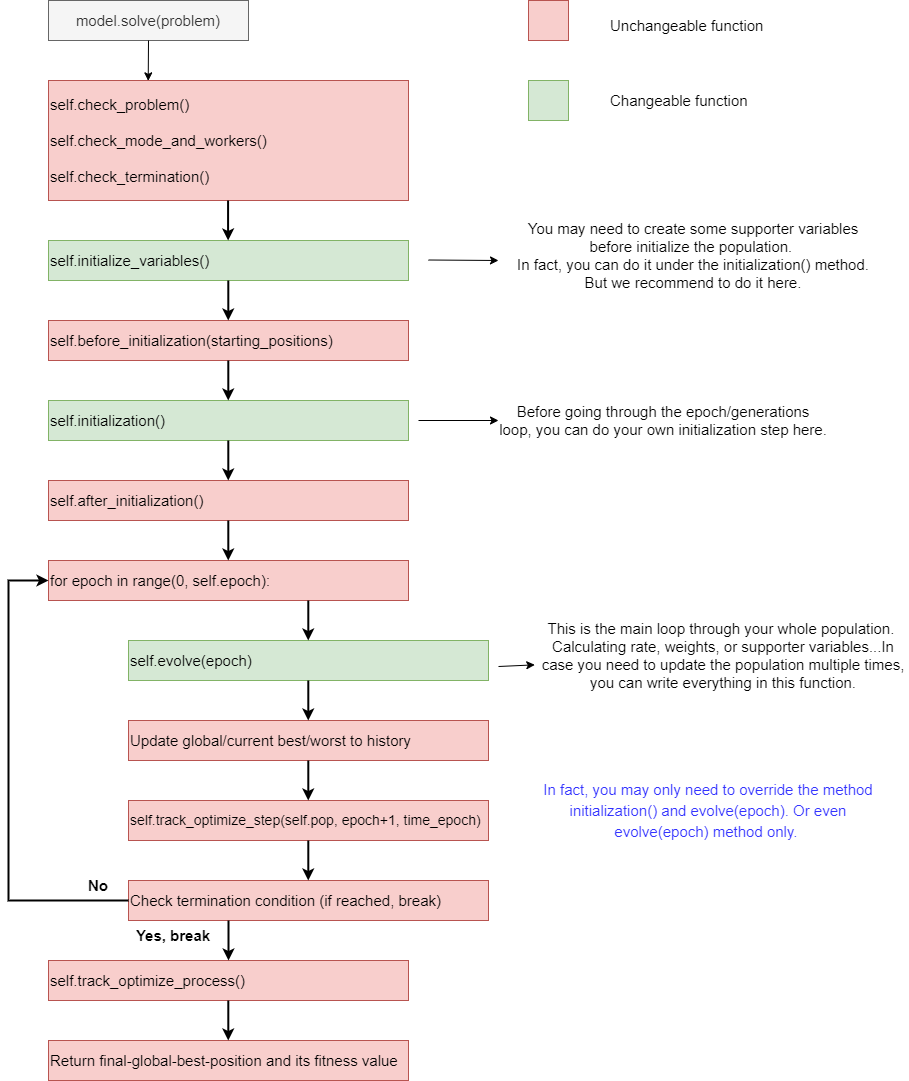 model.solve(problem)
Unchangeable function
Changeable function
self.check_problem()
self.check_mode_and_workers()
self.check_termination()
self.initialize_variables()
You may need to create some supporter variables
before initialize the population.
In fact, you can do it under the initialization() method.
But we recommend to do it here.
self.before_initialization(starting_positions)
self.initialization()
Before going through the epoch/generations
loop, you can do your own initialization step here.
self.after_initialization()
for epoch in range(0, self.epoch):
self.evolve(epoch)
This is the main loop through your whole population.
Calculating rate, weights, or supporter variables...In
case you need to update the population multiple times,
you can write everything in this function.
Update global/current best/worst to history
self.track_optimize_step(self.pop, epoch+1, time_epoch)
In fact, you may only need to override the method
initialization() and evolve(epoch). Or even
evolve(epoch) method only.
No
Check termination condition (if reached, break)
Yes, break
self.track_optimize_process()
Return final-global-best-position and its fitness value